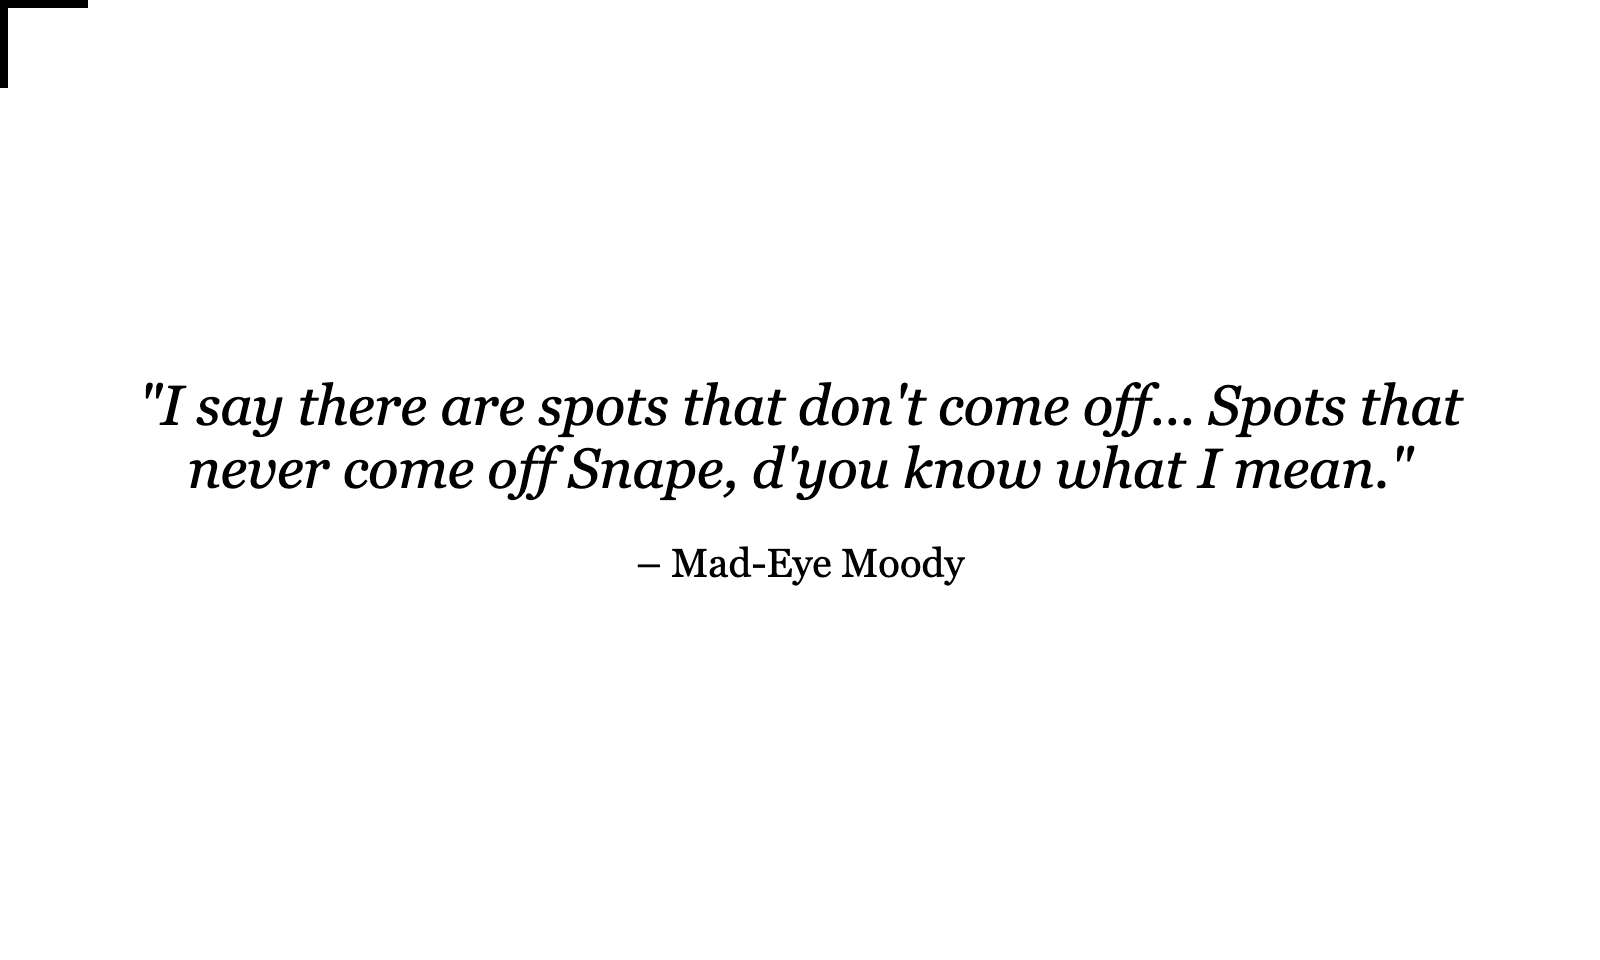 "I say there are spots that don't come off... Spots that
never come off Snape, d'you know what I mean."
– Mad-Eye Moody